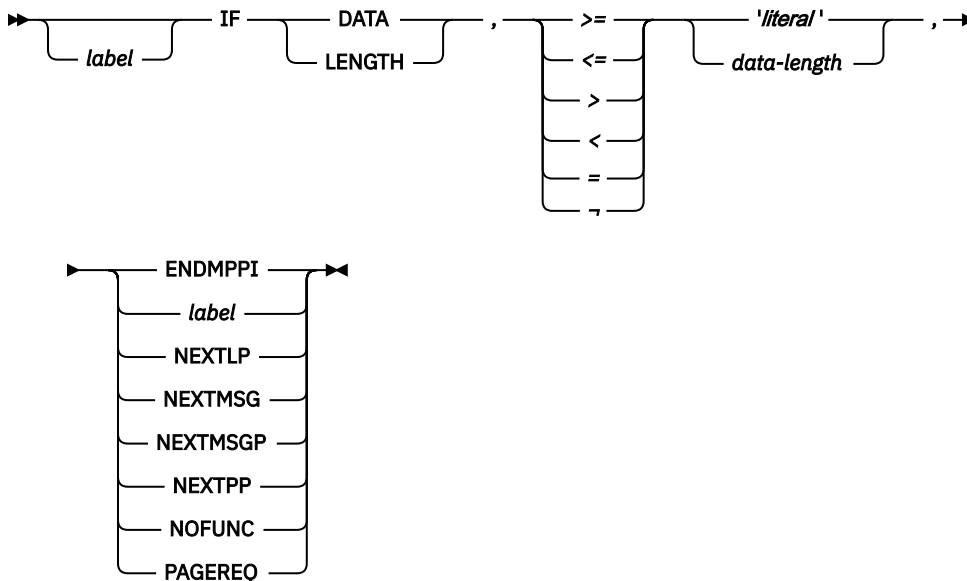 IF DATA , >= 'literal' ,
label LENGTH <= data-length
>
<
=
¬
ENDMPPI
label
NEXTLP
NEXTMSG
NEXTMSGP
NEXTPP
NOFUNC
PAGEREQ